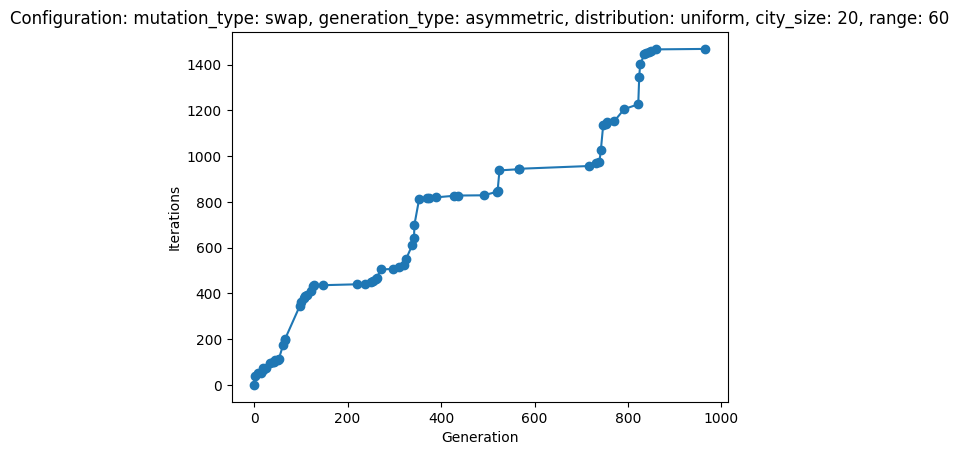 Configuration: mutation_type: swap, generation_type: asymmetric, distribution: uniform, city_size: 20, range: 60
1400
1200
1000
800
600
400
200
0
Iterations
0 200 400 600 800 1000
Generation